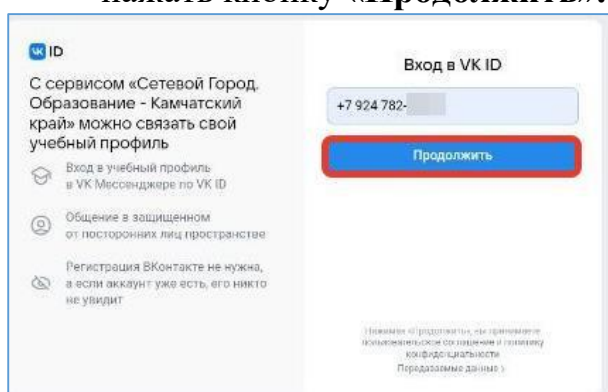 нажать кнопку «Продолжить».
VK ID
С сервисом «Сетевой Город.
Образование - Камчатский
край» можно связать свой
учебный профиль
Вход в учебный профиль
в VK Мессенджере по VK ID
Общение в защищенном
от посторонних лиц пространстве
Регистрация ВКонтакте не нужна,
а если аккаунт уже есть, его никто
не увидит
Вход в VK ID
+7 924 782-
Продолжить
Нажимая «Продолжить», вы принимаете
пользовательское соглашение и политику
конфиденциальности
Передаваемые данные >